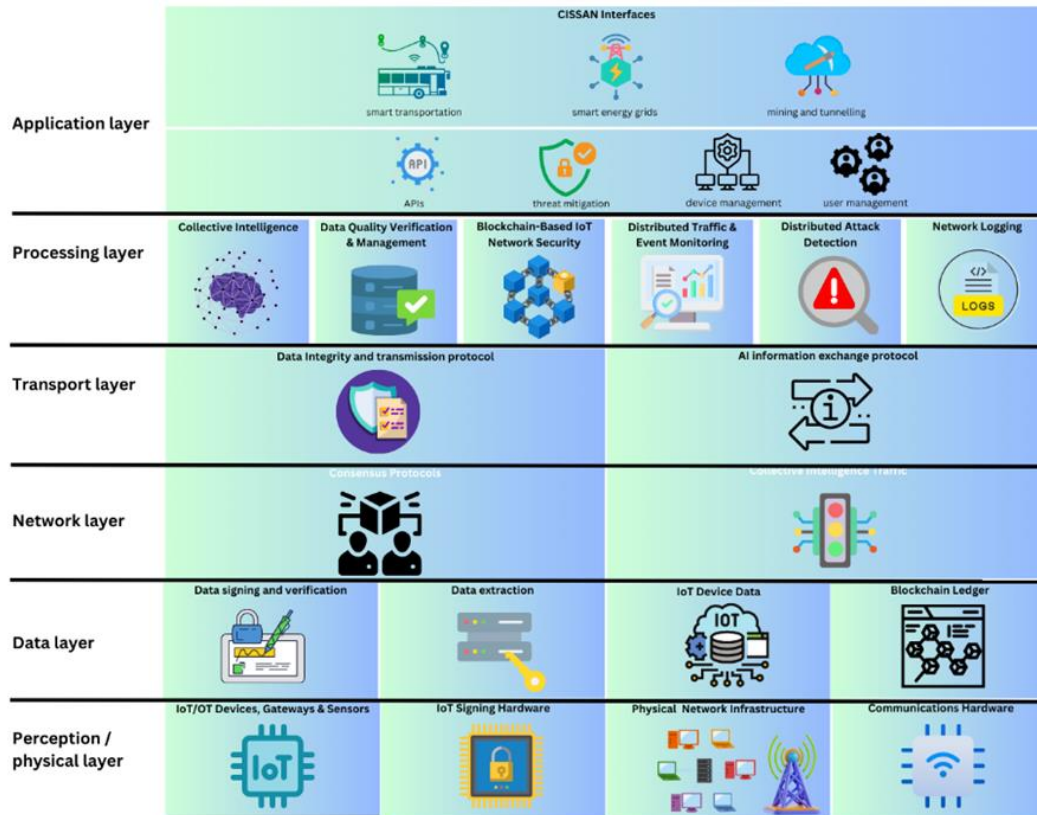 CISSAN Interfaces
smart transportation
smart energy grids
mining and tunnelling
Application layer
API
APIs
threat mitigation
device management
user management
Processing layer
Collective Intelligence
Data Quality Verification
& Management
Blockchain-Based IoT
Network Security
Distributed Traffic &
Event Monitoring
Distributed Attack
Detection
Network Logging
</>
LOGS
Transport layer
Data Integrity and transmission protocol
AI information exchange protocol
i
Network layer
Consensus Protocols
Collective Intelligence Traffic
Data layer
Data signing and verification
Data extraction
IoT Device Data
IOT
Blockchain Ledger
Perception /
physical layer
IoT/OT Devices, Gateways & Sensors
IoT
IoT Signing Hardware
Physical Network Infrastructure
Communications Hardware